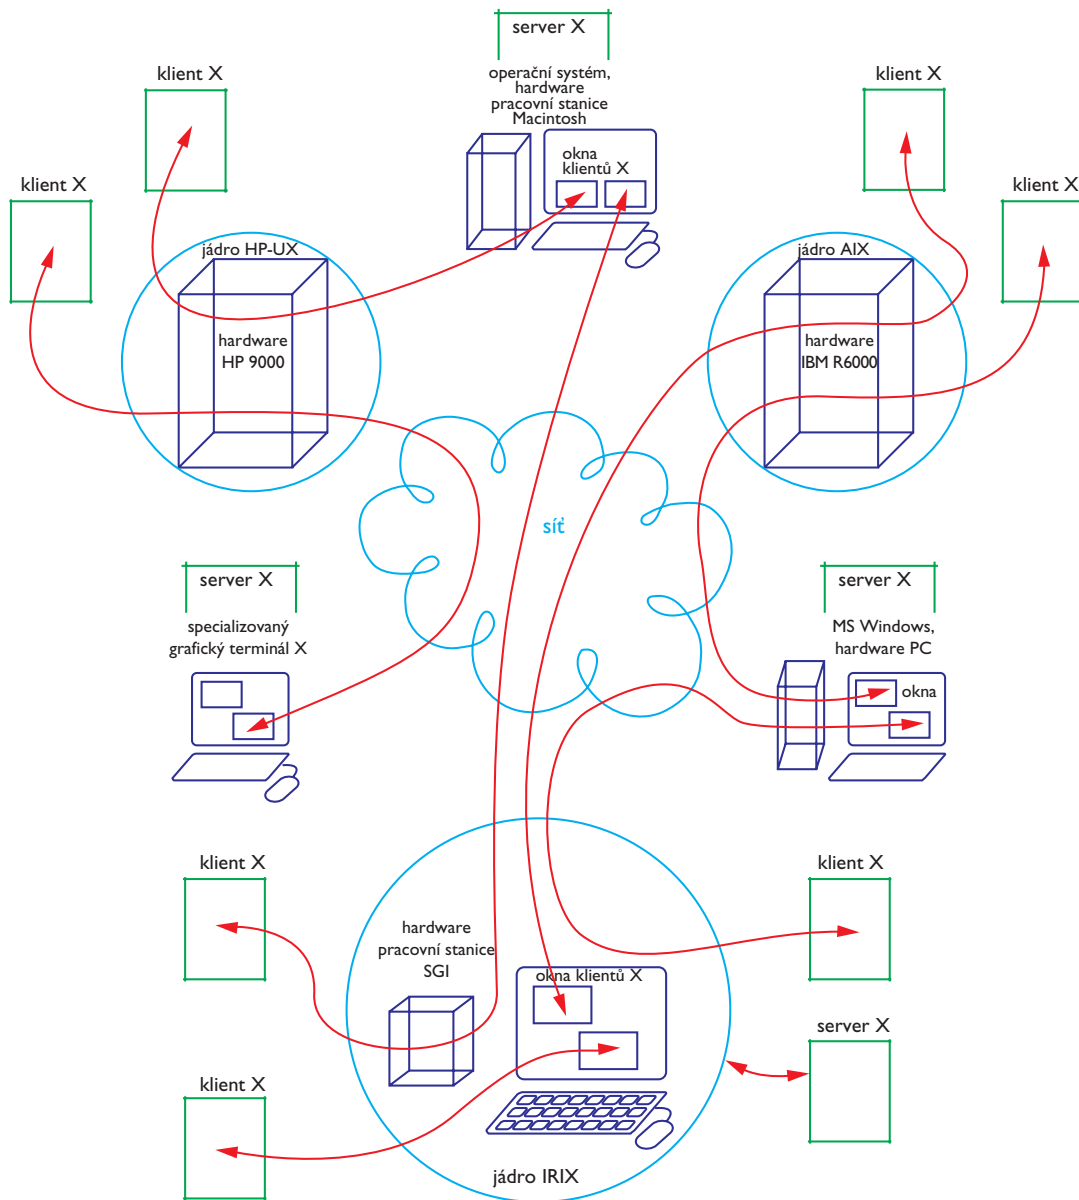 server X
klient X
operační systém,
hardware
pracovní stanice
Macintosh
klient X
okna
klientů X
klient X
klient X
jádro HP-UX
jádro AIX
hardware
HP 9000
hardware
IBM R6000
síť
server X
specializovaný
grafický terminál X
server X
MS Windows,
hardware PC
okna
klient X
klient X
hardware
pracovní stanice
SGI
okna klientů X
server X
klient X
jádro IRIX